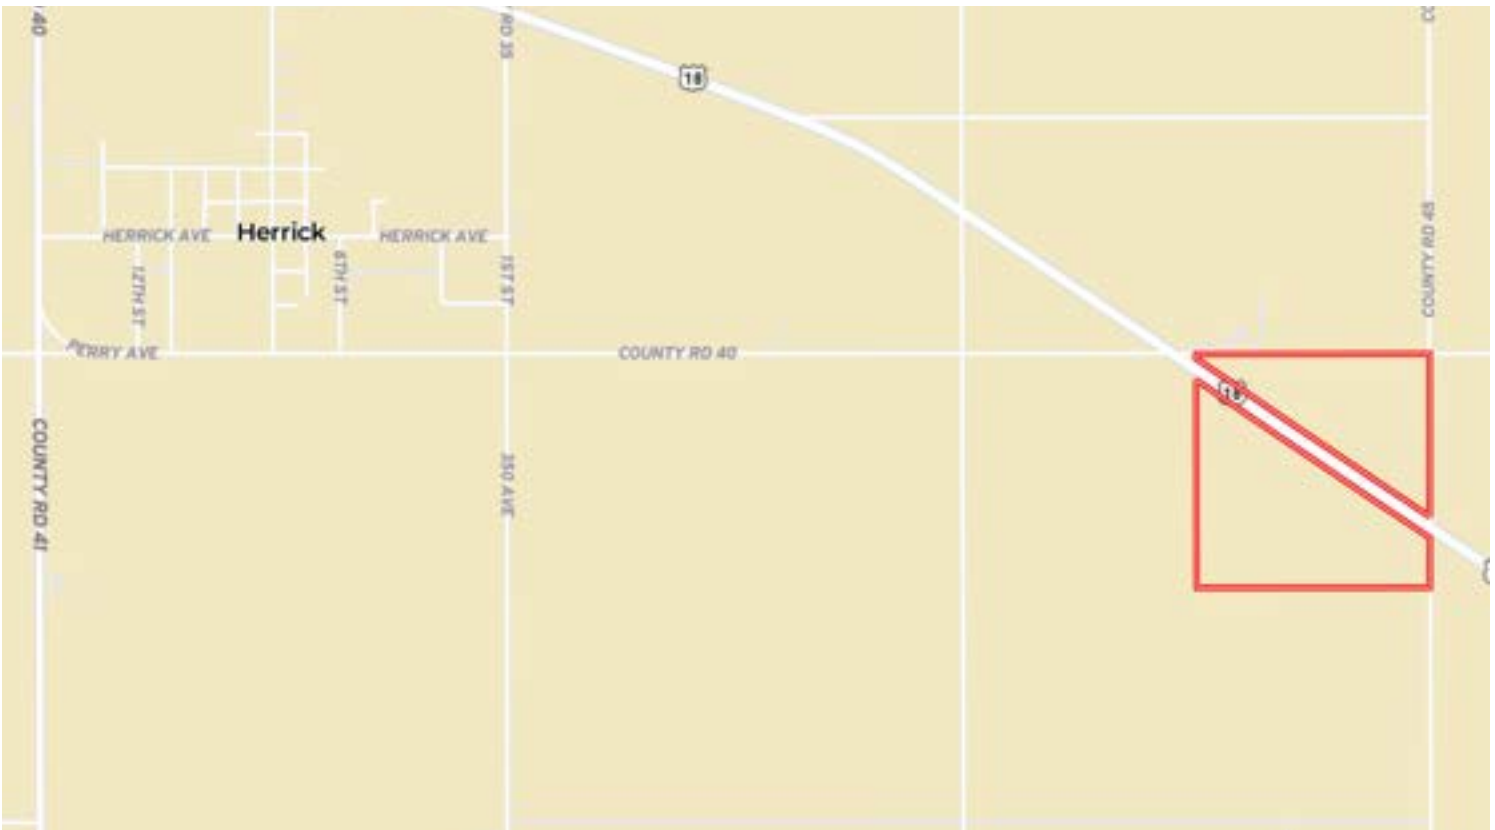 40
RD 35
18
HERRICK AVE
Herrick
HERRICK AVE
COUNTY RD 45
12TH ST
6TH ST
1ST ST
PERRY AVE
COUNTY RD 40
18
COUNTY RD 41
350 AVE